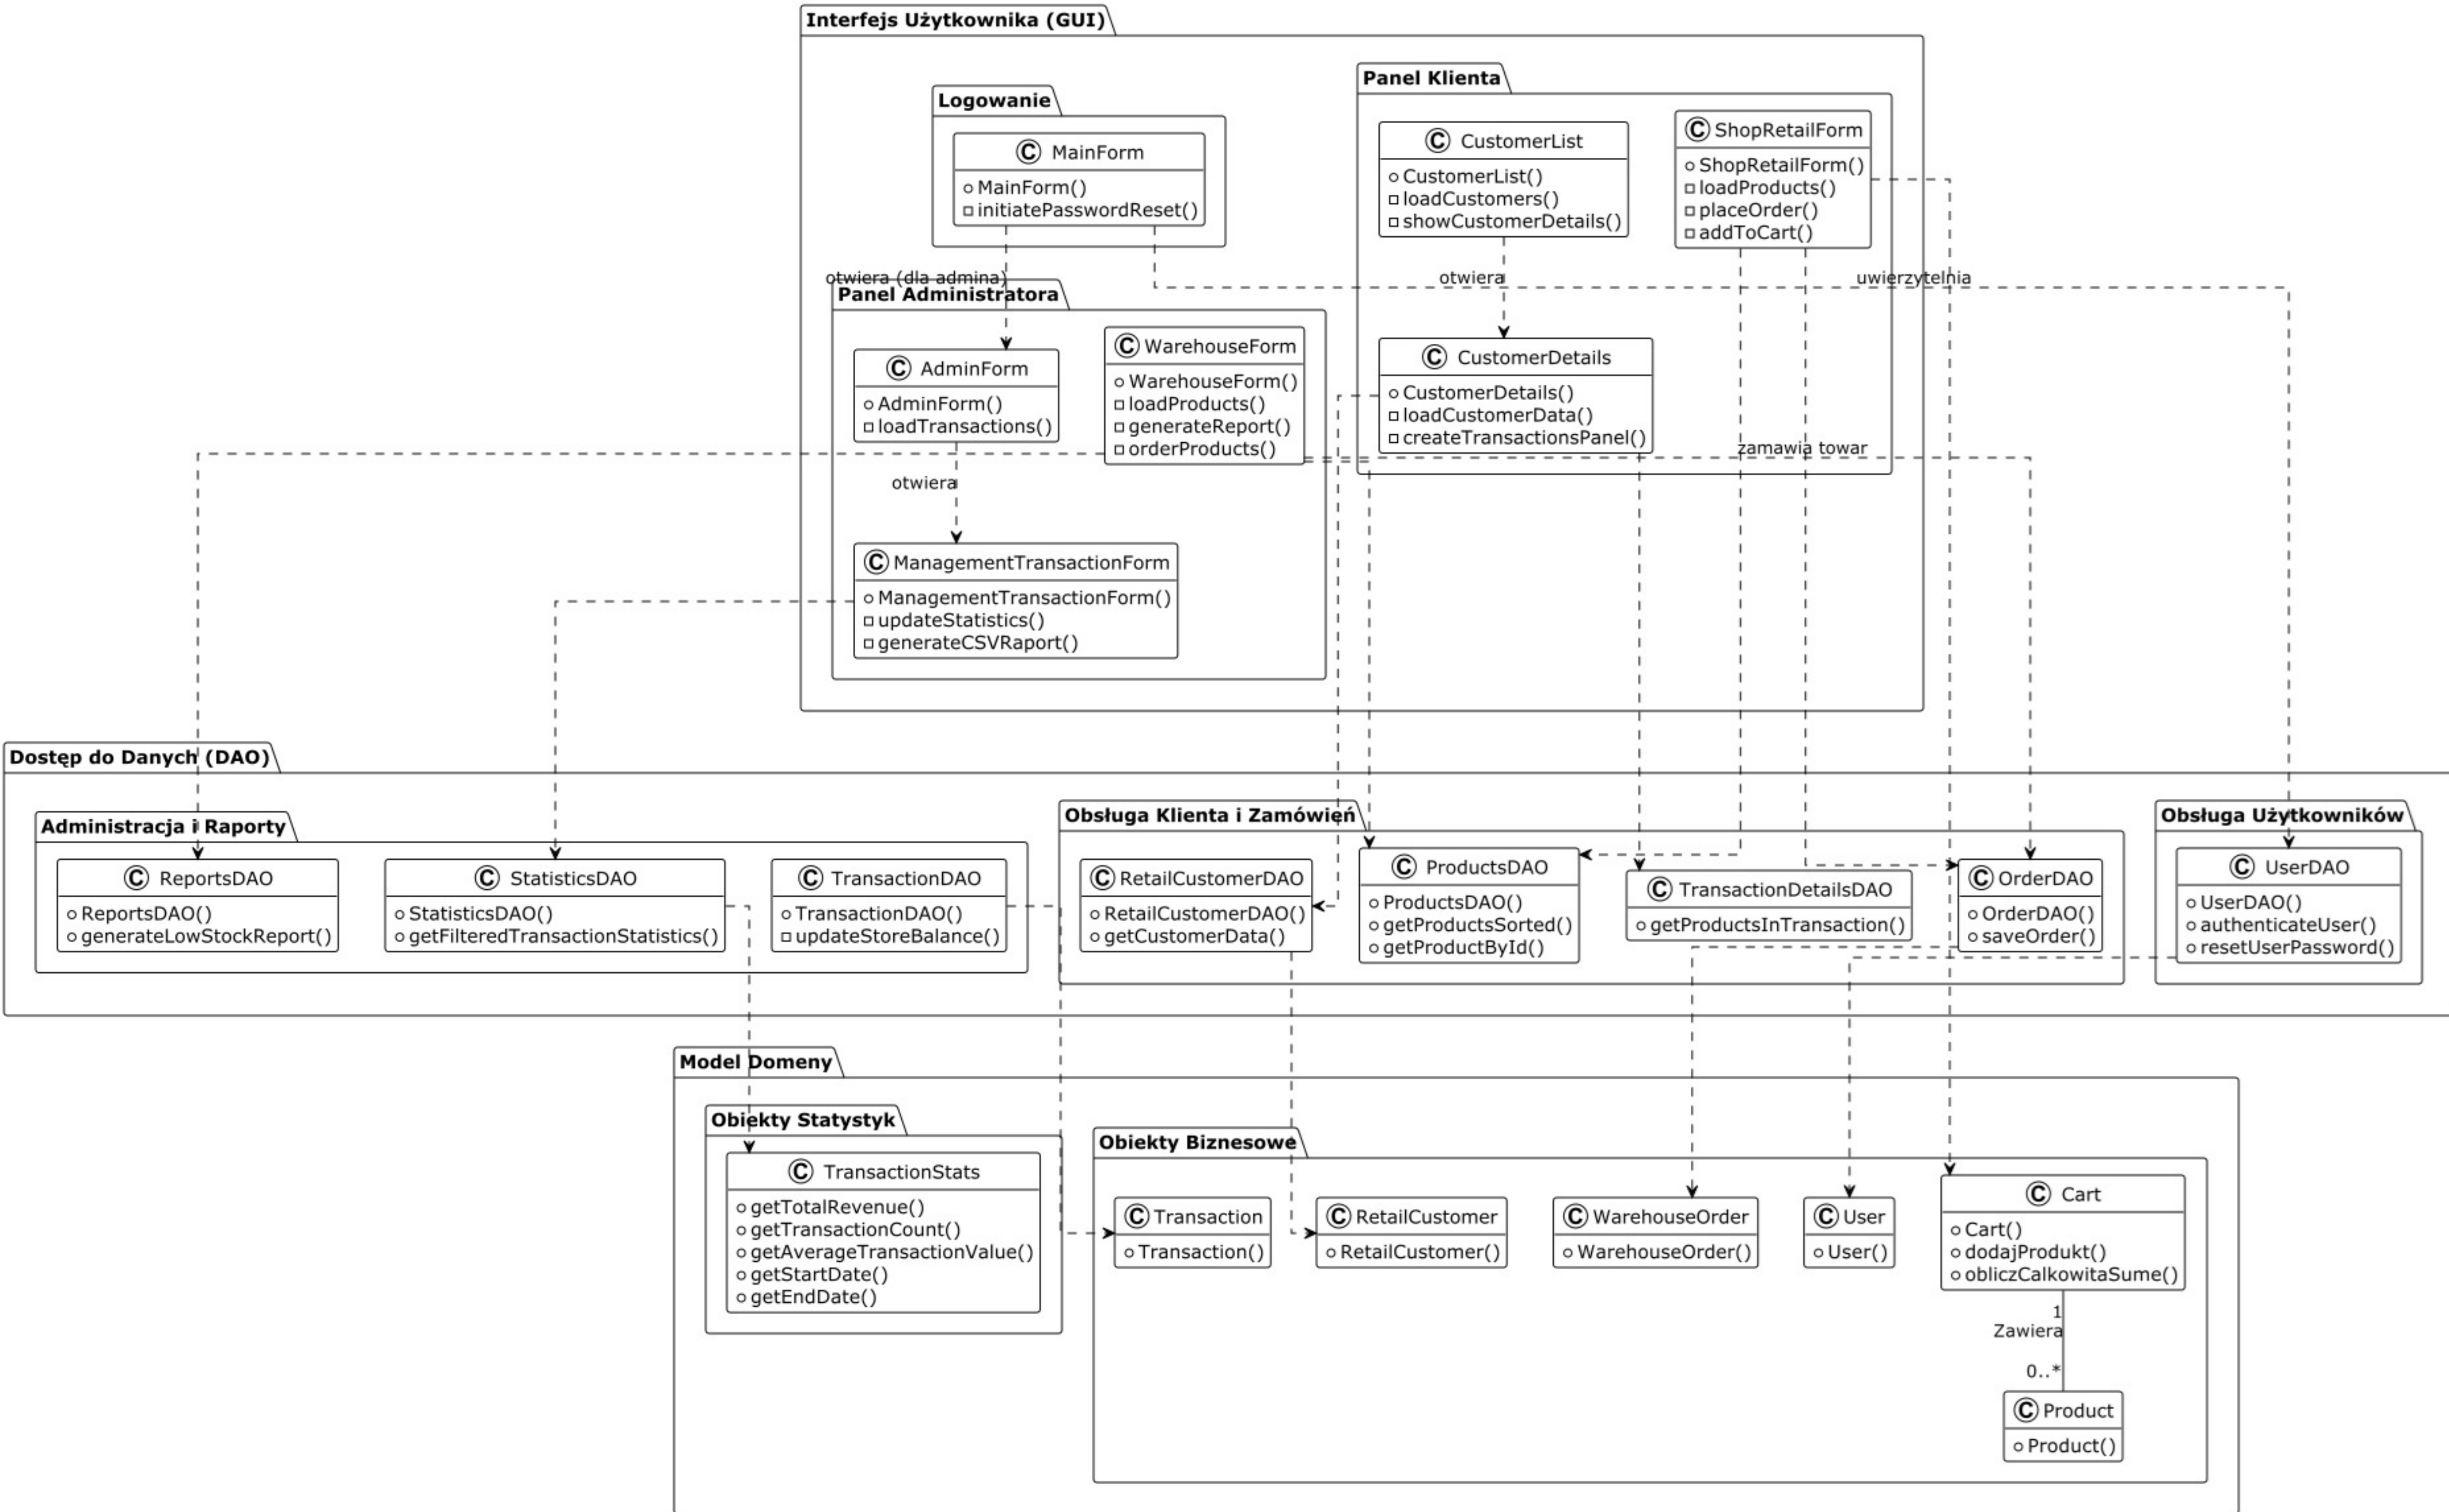 Interfejs Użytkownika (GUI)
Logowanie
C MainForm
MainForm()
initiatePasswordReset()
Panel Klienta
C CustomerList
CustomerList()
loadCustomers()
showCustomerDetails()
C ShopRetailForm
ShopRetailForm()
loadProducts()
placeOrder()
addToCart()
otwiera (dla admina)
otwiera
uwierzytelnia
Panel Administratora
C AdminForm
AdminForm()
loadTransactions()
C WarehouseForm
WarehouseForm()
loadProducts()
generateReport()
orderProducts()
C CustomerDetails
CustomerDetails()
loadCustomerData()
createTransactionsPanel()
zamawia towar
otwiera
C ManagementTransactionForm
ManagementTransactionForm()
updateStatistics()
generateCSVRaport()
Dostęp do Danych (DAO)
Administracja i Raporty
C ReportsDAO
ReportsDAO()
generateLowStockReport()
C StatisticsDAO
StatisticsDAO()
getFilteredTransactionStatistics()
C TransactionDAO
TransactionDAO()
updateStoreBalance()
Obsługa Klienta i Zamówień
C RetailCustomerDAO
RetailCustomerDAO()
getCustomerData()
C ProductsDAO
ProductsDAO()
getProductsSorted()
getProductById()
C TransactionDetailsDAO
getProductsInTransaction()
C OrderDAO
OrderDAO()
saveOrder()
Obsługa Użytkowników
C UserDAO
UserDAO()
authenticateUser()
resetUserPassword()
Model Domeny
Obiekty Statystyk
C TransactionStats
getTotalRevenue()
getTransactionCount()
getAverageTransactionValue()
getStartDate()
getEndDate()
Obiekty Biznesowe
C Transaction
Transaction()
C RetailCustomer
RetailCustomer()
C WarehouseOrder
WarehouseOrder()
C User
User()
C Cart
Cart()
dodajProdukt()
obliczCalkowitaSume()
1
Zawiera
0..*
C Product
Product()